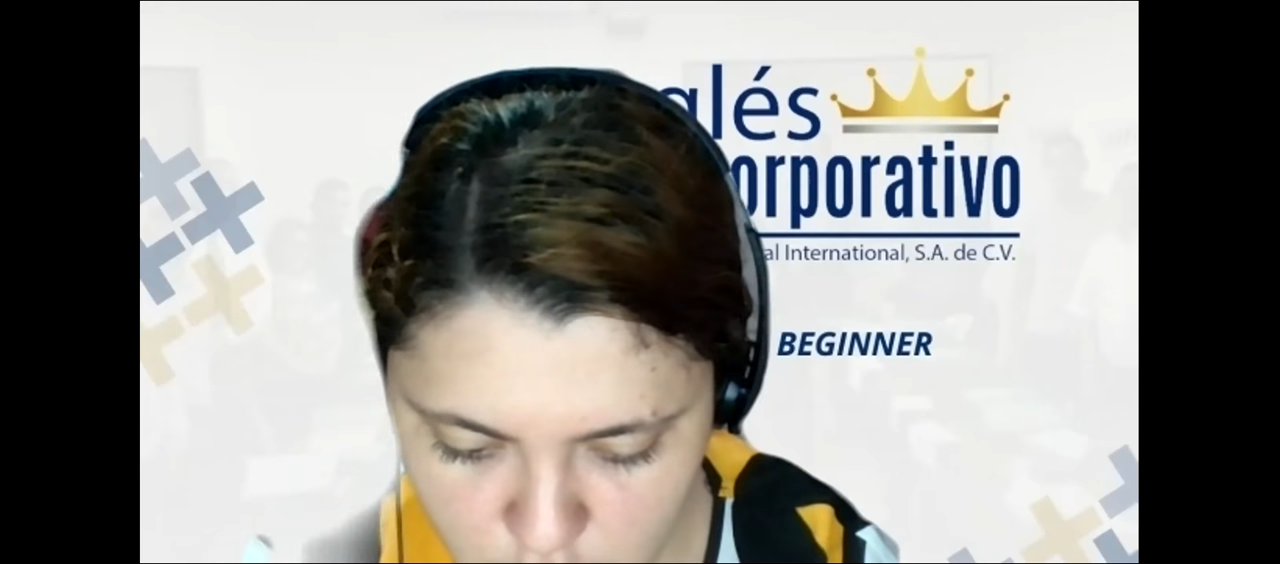 glés
orporativo
al International, S.A. de C.V.
BEGINNER